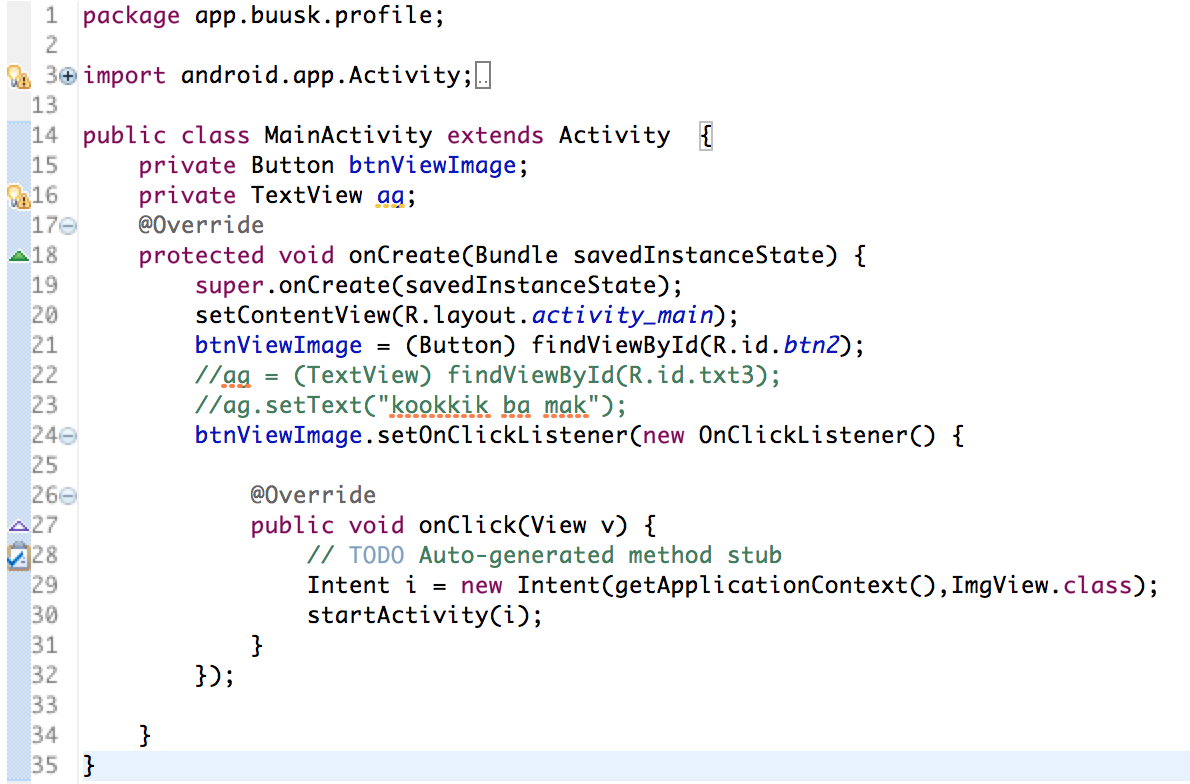 1 package app.buusk.profile;
2
3 import android.app.Activity;..
13
14 public class MainActivity extends Activity  {
15     private Button btnViewImage;
16     private TextView ag;
17     @Override
18     protected void onCreate(Bundle savedInstanceState) {
19         super.onCreate(savedInstanceState);
20         setContentView(R.layout.activity_main);
21         btnViewImage = (Button) findViewById(R.id.btn2);
22         //ag = (TextView) findViewById(R.id.txt3);
23         //ag.setText("kookkik ba mak");
24         btnViewImage.setOnClickListener(new OnClickListener() {
25
26             @Override
27             public void onClick(View v) {
28                 // TODO Auto-generated method stub
29                 Intent i = new Intent(getApplicationContext(),ImgView.class);
30                 startActivity(i);
31             }
32         });
33
34     }
35 }